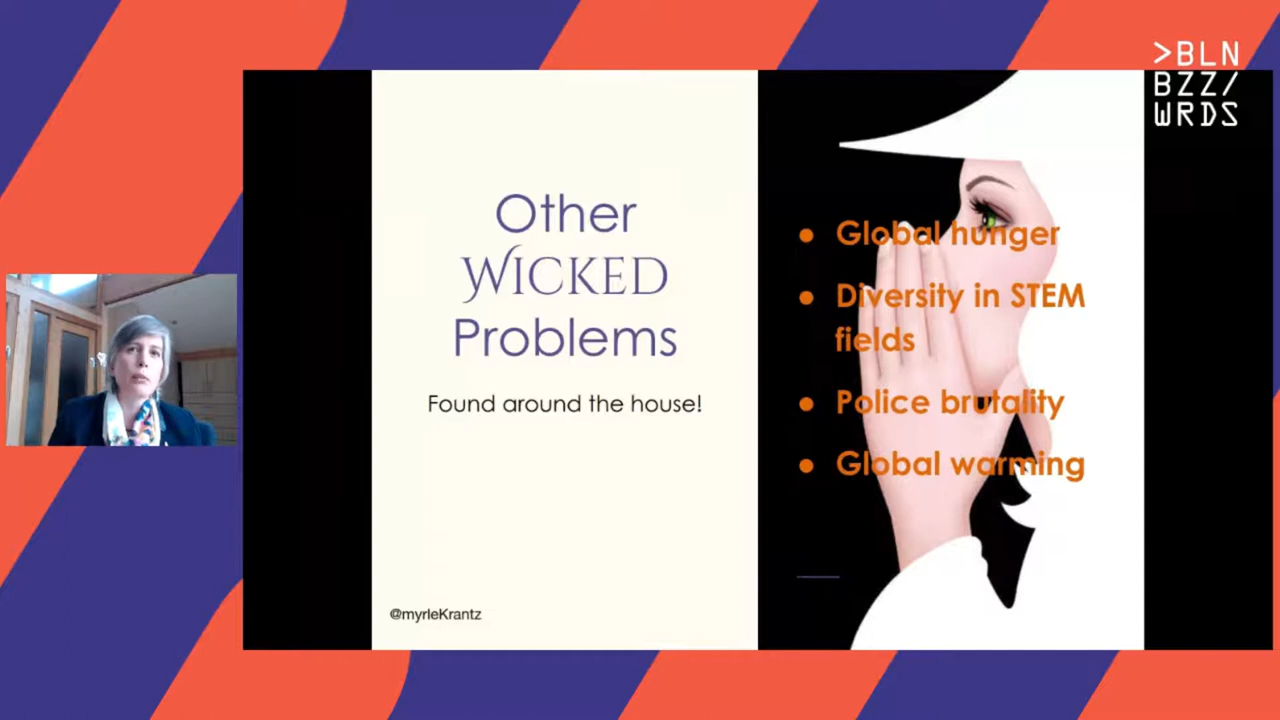 >BLN
BZZ/
WRDS
Other
WICKED
Problems
Found around the house!
@myrleKrantz
● Global hunger
● Diversity in STEM
fields
● Police brutality
● Global warming